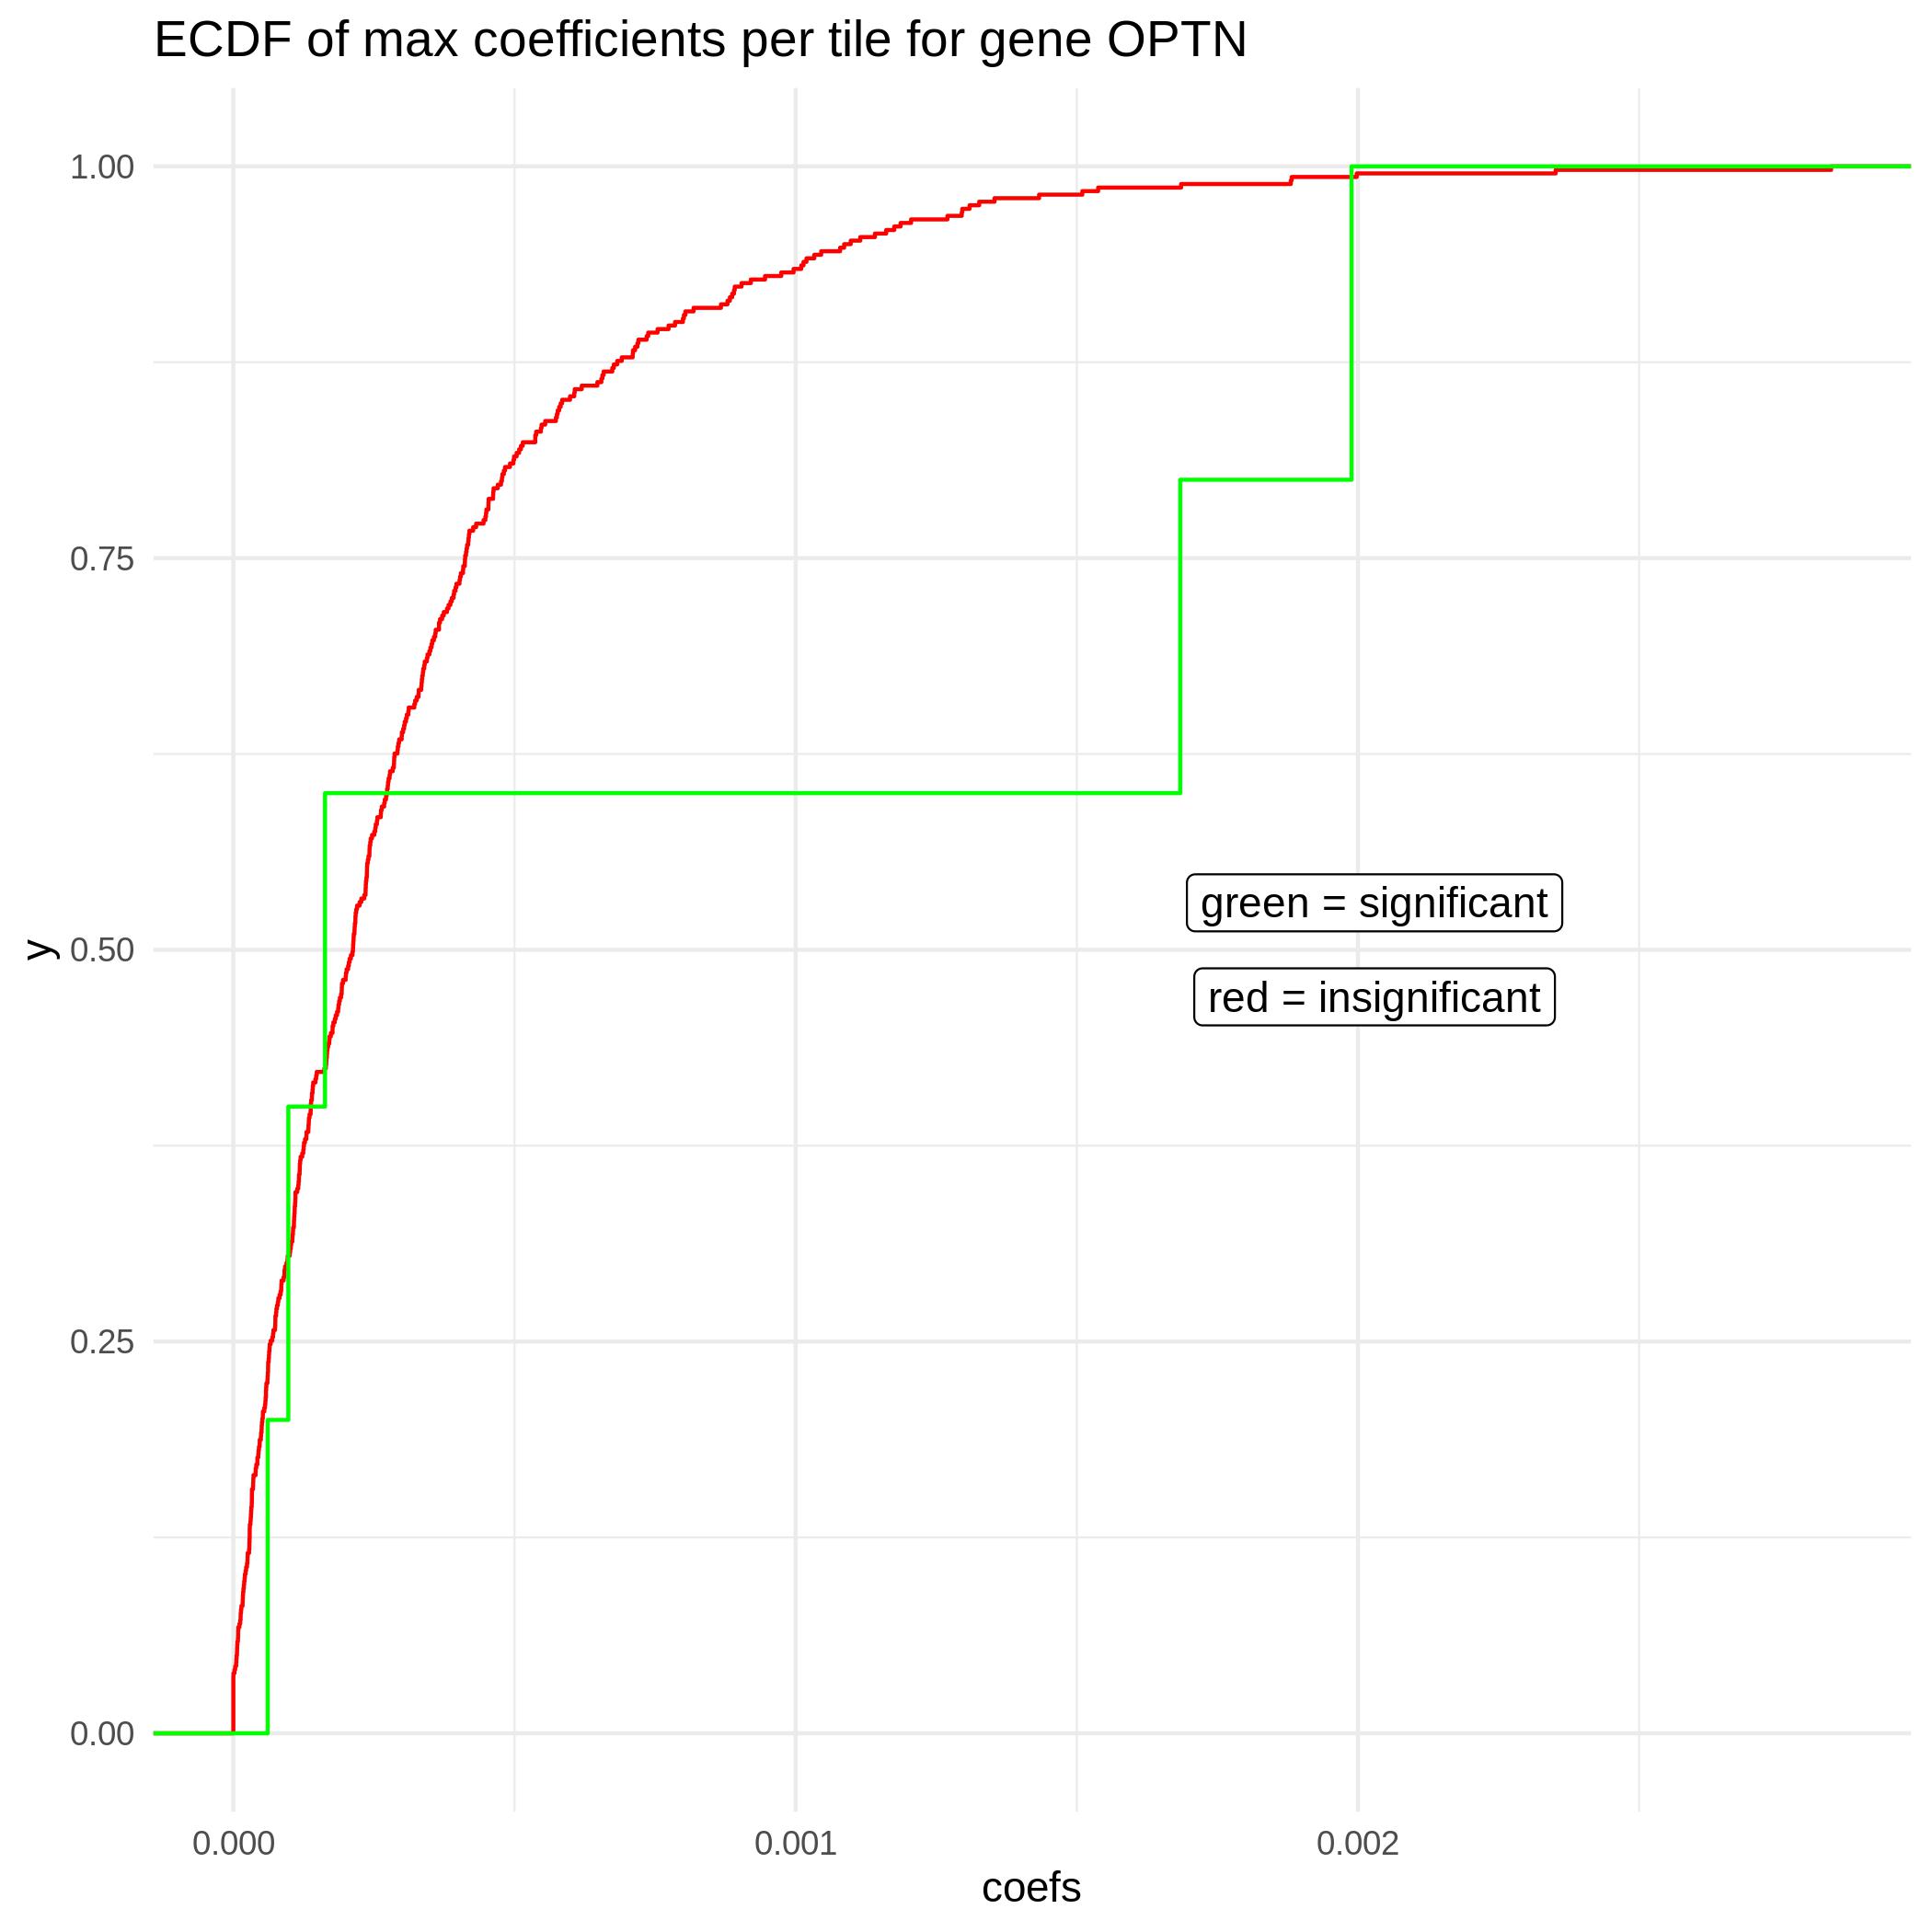 ECDF of max coefficients per tile for gene OPTN
1.00
0.75
0.50
0.25
0.00
y
green = significant
red = insignificant
0.000
0.001
0.002
coefs